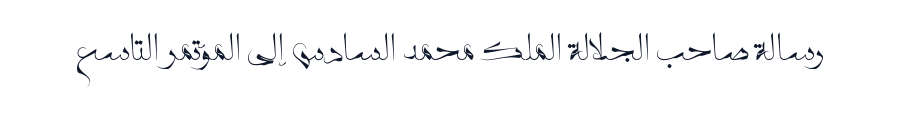 رسالة صاحب الجلالة الملك محمد السادس إلى المؤتمر التاسع